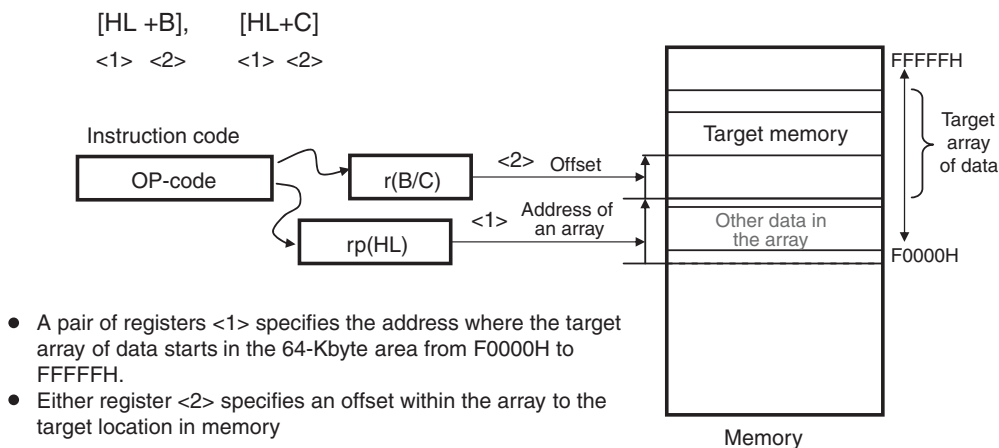 [HL +B], [HL+C]
<1> <2> <1> <2>
Instruction code
OP-code
r(B/C)
rp(HL)
<2> Offset
<1> Address of
an array
FFFFFH
Target memory
Target
array
of data
Other data in
the array
F0000H
Memory
● A pair of registers <1> specifies the address where the target
array of data starts in the 64-Kbyte area from F0000H to
FFFFFH.
● Either register <2> specifies an offset within the array to the
target location in memory